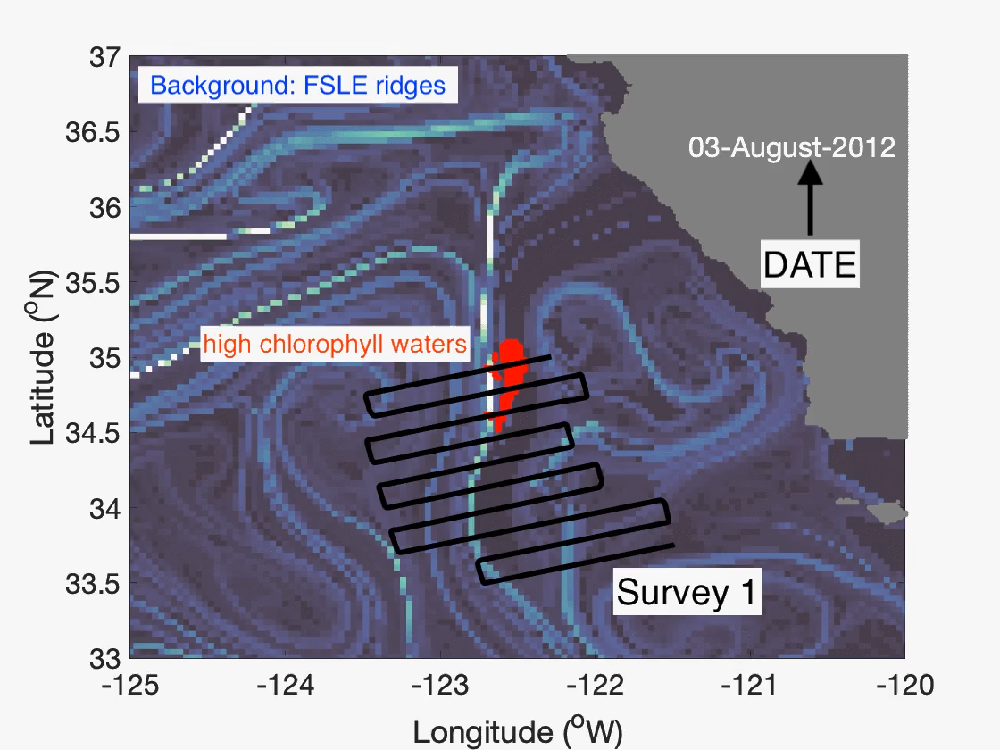 37
Background: FSLE ridges
36.5
03-August-2012
36
DATE
35.5
high chlorophyll waters
35
34.5
34
33.5
Survey 1
33
Latitude (°N)
-125 -124 -123 -122 -121 -120
Longitude (°W)